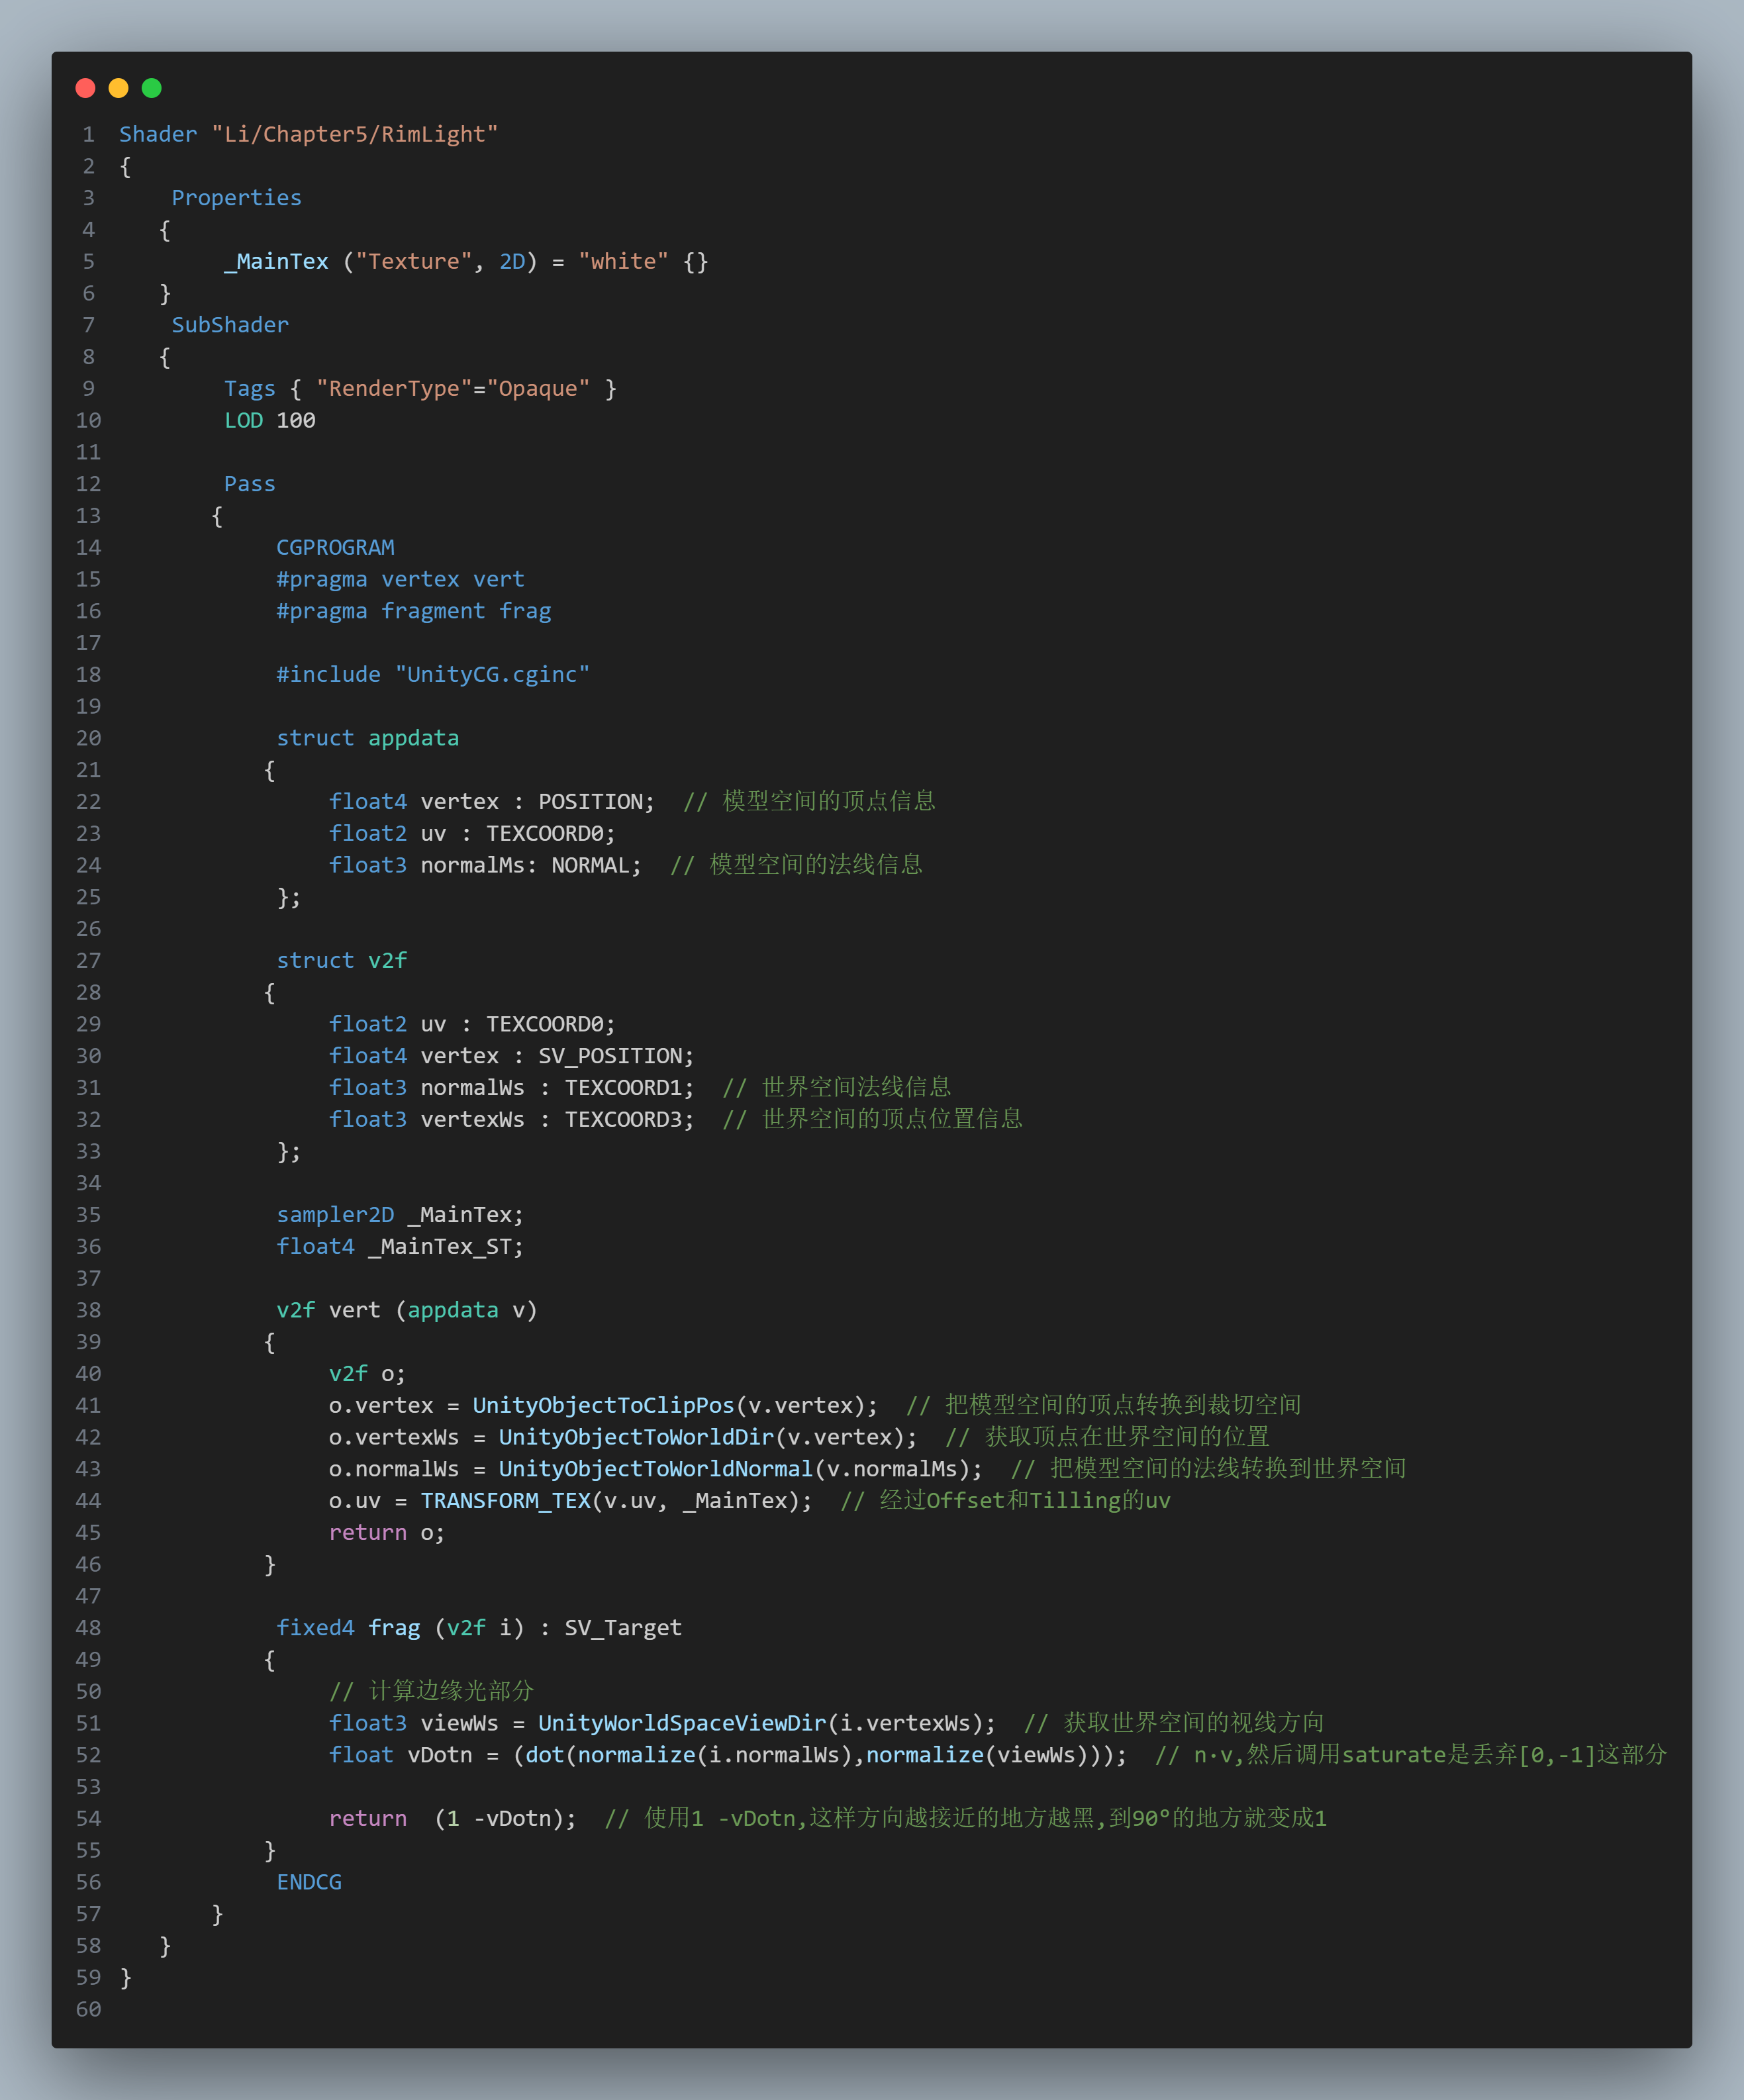 1 Shader "Li/Chapter5/RimLight"
2 {
3     Properties
4    {
5         _MainTex ("Texture", 2D) = "white" {}
6    }
7     SubShader
8    {
9         Tags { "RenderType"="Opaque" }
10         LOD 100
11
12         Pass
13        {
14             CGPROGRAM
15             #pragma vertex vert
16             #pragma fragment frag
17
18             #include "UnityCG.cginc"
19
20             struct appdata
21            {
22                 float4 vertex : POSITION;  // 模型空间的顶点信息
23                 float2 uv : TEXCOORD0;
24                 float3 normalMs: NORMAL;  // 模型空间的法线信息
25             };
26
27             struct v2f
28            {
29                 float2 uv : TEXCOORD0;
30                 float4 vertex : SV_POSITION;
31                 float3 normalWs : TEXCOORD1;  // 世界空间法线信息
32                 float3 vertexWs : TEXCOORD3;  // 世界空间的顶点位置信息
33             };
34
35             sampler2D _MainTex;
36             float4 _MainTex_ST;
37
38             v2f vert (appdata v)
39            {
40                 v2f o;
41                 o.vertex = UnityObjectToClipPos(v.vertex);  // 把模型空间的顶点转换到裁切空间
42                 o.vertexWs = UnityObjectToWorldDir(v.vertex);  // 获取顶点在世界空间的位置
43                 o.normalWs = UnityObjectToWorldNormal(v.normalMs);  // 把模型空间的法线转换到世界空间
44                 o.uv = TRANSFORM_TEX(v.uv, _MainTex);  // 经过Offset和Tilling的uv
45                 return o;
46            }
47
48             fixed4 frag (v2f i) : SV_Target
49            {
50                 // 计算边缘光部分
51                 float3 viewWs = UnityWorldSpaceViewDir(i.vertexWs);  // 获取世界空间的视线方向
52                 float vDotn = (dot(normalize(i.normalWs),normalize(viewWs)));  // n·v,然后调用saturate是丢弃[0,-1]这部分
53
54                 return  (1 -vDotn);  // 使用1 -vDotn,这样方向越接近的地方越黑,到90°的地方就变成1
55            }
56             ENDCG
57        }
58    }
59 }
60